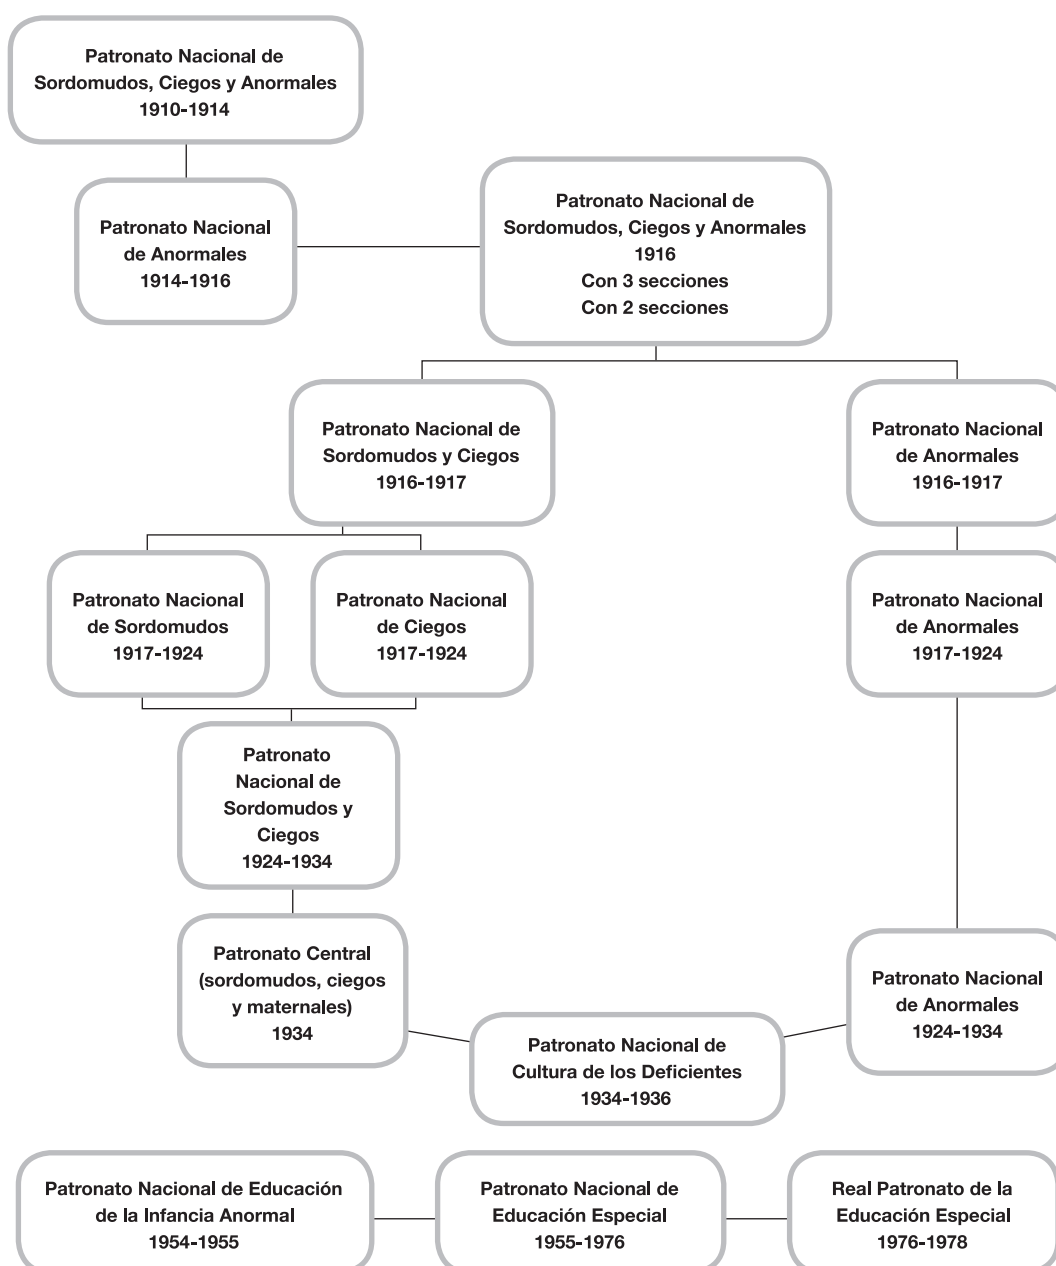 Patronato Nacional de
Sordomudos, Ciegos y Anormales
1910-1914
Patronato Nacional
de Anormales
1914-1916
Patronato Nacional de
Sordomudos, Ciegos y Anormales
1916
Con 3 secciones
Con 2 secciones
Patronato Nacional de
Sordomudos y Ciegos
1916-1917
Patronato Nacional
de Anormales
1916-1917
Patronato Nacional
de Sordomudos
1917-1924
Patronato Nacional
de Ciegos
1917-1924
Patronato Nacional
de Anormales
1917-1924
Patronato
Nacional de
Sordomudos y
Ciegos
1924-1934
Patronato Central
(sordomudos, ciegos
y maternales)
1934
Patronato Nacional
de Anormales
1924-1934
Patronato Nacional de
Cultura de los Deficientes
1934-1936
Patronato Nacional de Educación
de la Infancia Anormal
1954-1955
Patronato Nacional de
Educación Especial
1955-1976
Real Patronato de la
Educación Especial
1976-1978